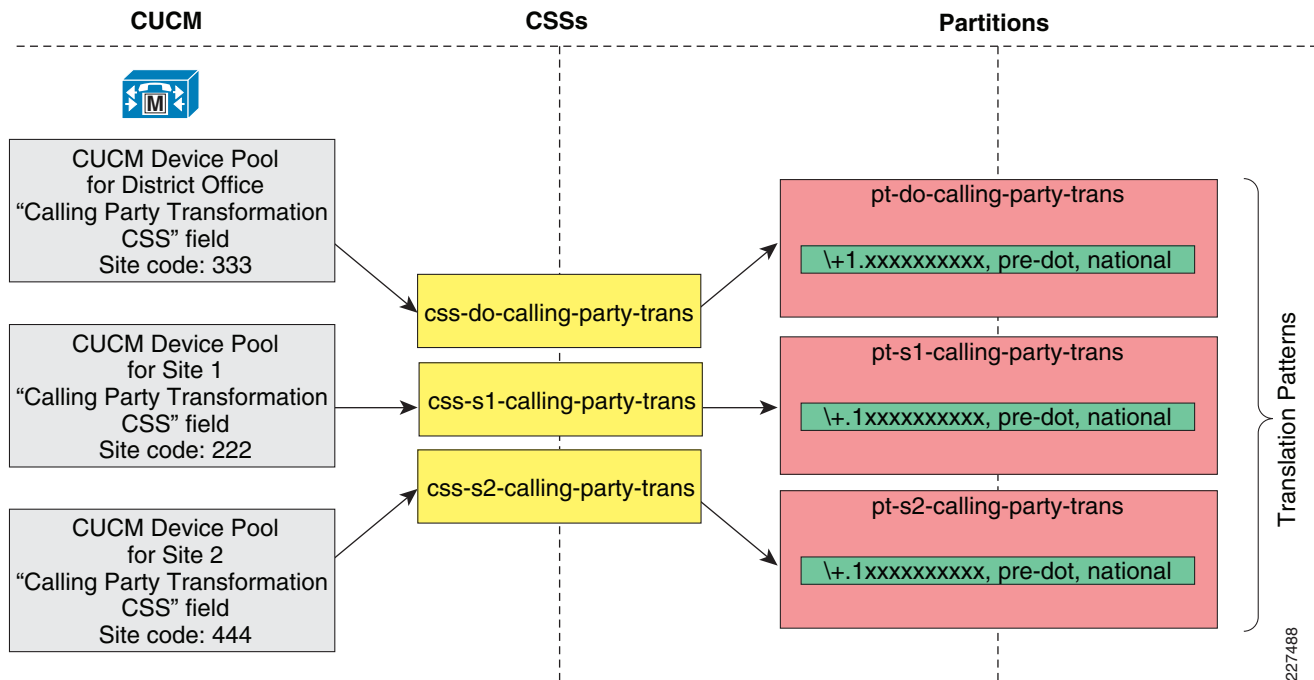 CUCM
CSSs
Partitions
M
CUCM Device Pool
for District Office
“Calling Party Transformation
CSS” field
Site code: 333
CUCM Device Pool
for Site 1
“Calling Party Transformation
CSS” field
Site code: 222
CUCM Device Pool
for Site 2
“Calling Party Transformation
CSS” field
Site code: 444
css-do-calling-party-trans
css-s1-calling-party-trans
css-s2-calling-party-trans
pt-do-calling-party-trans
\+1.xxxxxxxxxx, pre-dot, national
pt-s1-calling-party-trans
\+.1xxxxxxxxxx, pre-dot, national
pt-s2-calling-party-trans
\+.1xxxxxxxxxx, pre-dot, national
Translation Patterns
227488